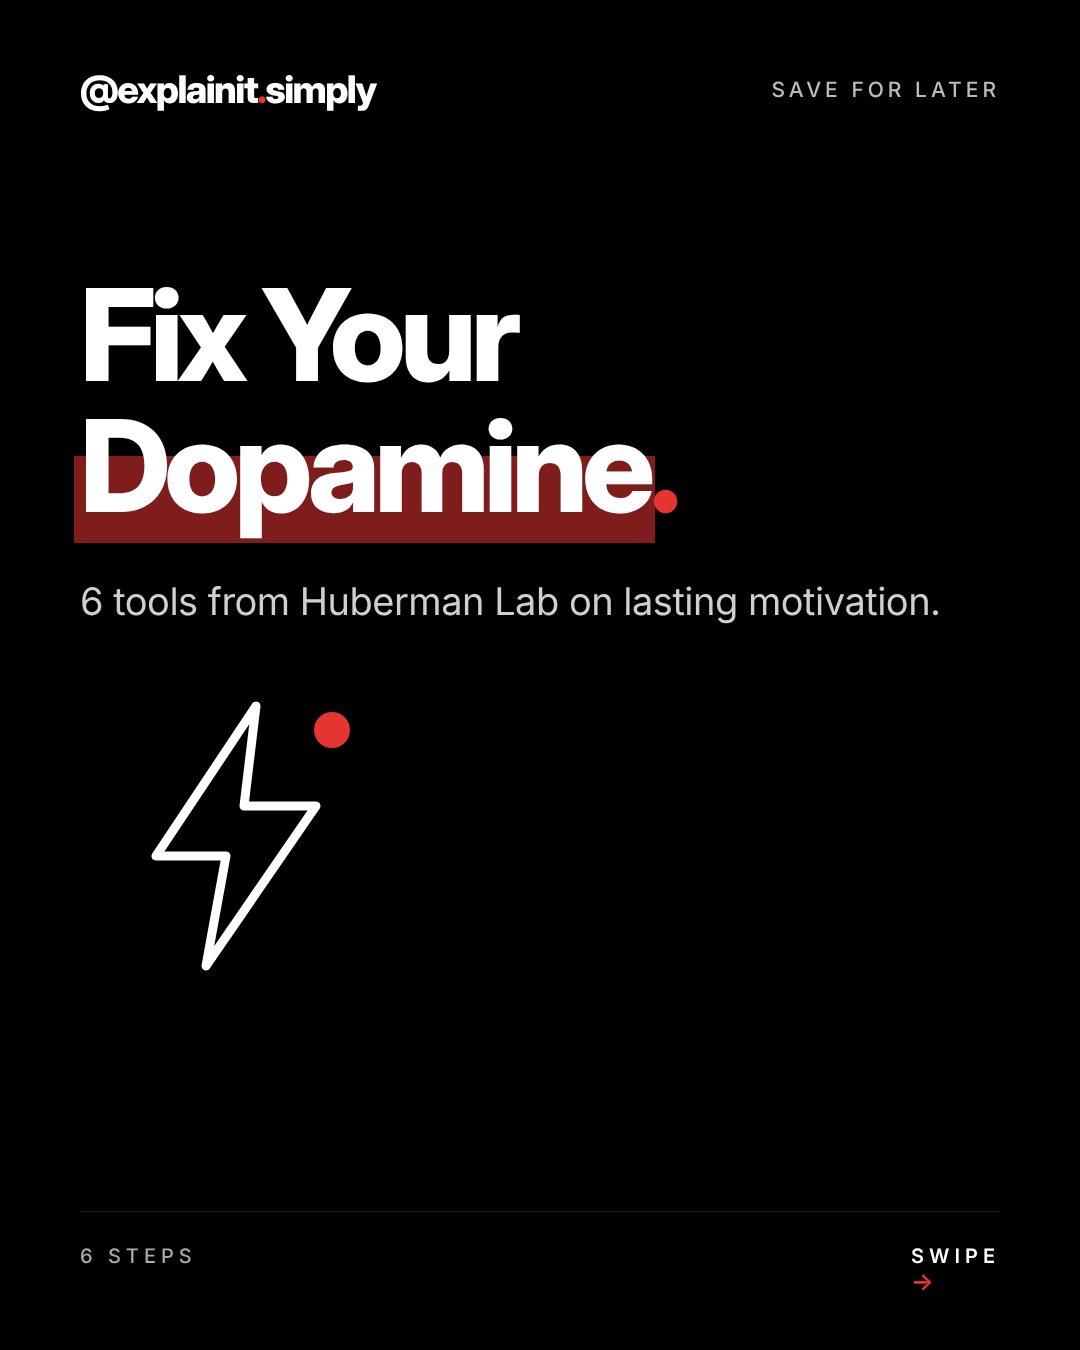 @explainit.simply
SAVE FOR LATER
Fix Your
Dopamine.
6 tools from Huberman Lab on lasting motivation.
6 STEPS
SWIPE
→